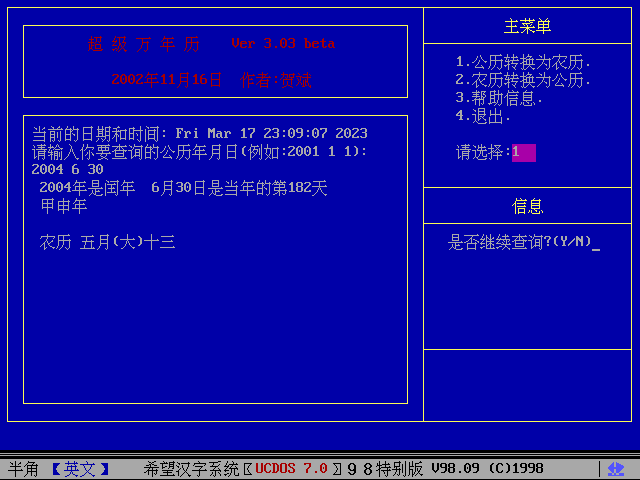 超 级 万 年 历    Ver 3.03 beta
2002年11月16日  作者:贺斌
当前的日期和时间: Fri Mar 17 23:09:07 2023
请输入你要查询的公历年月日(例如:2001 1 1):
2004 6 30
2004年是闰年  6月30日是当年的第182天
甲申年
农历 五月(大)十三
主菜单
1.公历转换为农历.
2.农历转换为公历.
3.帮助信息.
4.退出.
请选择:1
信息
是否继续查询?(Y/N)_
半角 【英文】    希望汉字系统〖UCDOS 7.0〗９８特别版 V98.09 (C)1998